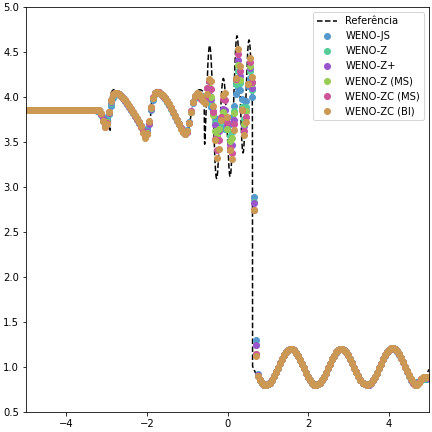 5.0
4.5
4.0
3.5
3.0
2.5
2.0
1.5
1.0
0.5
−4
−2
0
2
4
Referência
WENO-JS
WENO-Z
WENO-Z+
WENO-Z (MS)
WENO-ZC (MS)
WENO-ZC (BI)